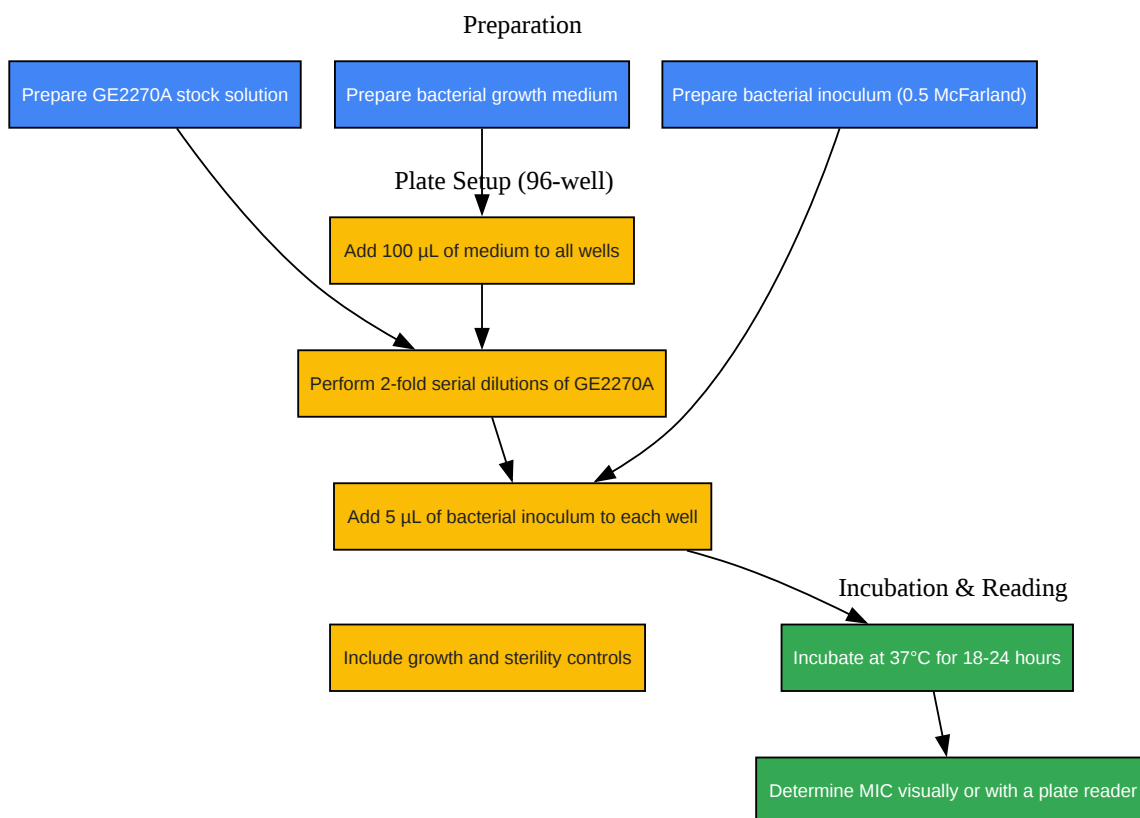 Preparation
Prepare GE2270A stock solution
Prepare bacterial growth medium
Prepare bacterial inoculum (0.5 McFarland)
Plate Setup (96-well)
Add 100 µL of medium to all wells
Perform 2-fold serial dilutions of GE2270A
Add 5 µL of bacterial inoculum to each well
Incubation & Reading
Include growth and sterility controls
Incubate at 37°C for 18-24 hours
Determine MIC visually or with a plate reader